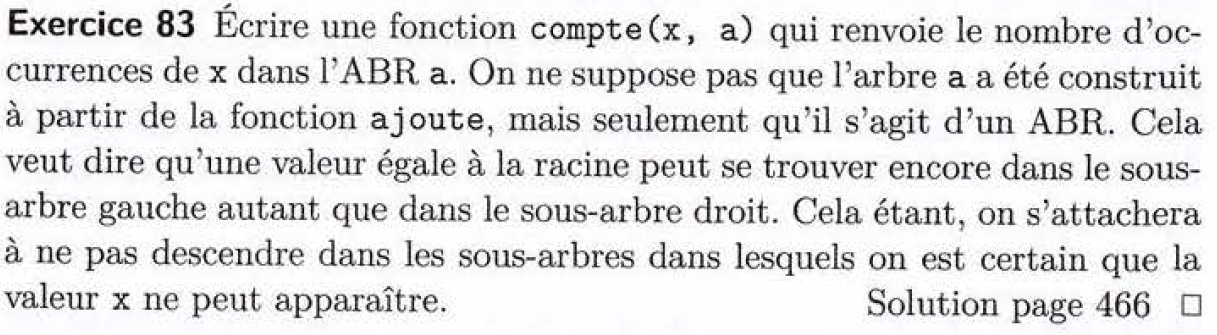 Exercice 83 Écrire une fonction compte(x, a) qui renvoie le nombre d'oc-
currences de x dans l'ABR a. On ne suppose pas que l'arbre a a été construit
à partir de la fonction ajoute, mais seulement qu'il s'agit d'un ABR. Cela
veut dire qu'une valeur égale à la racine peut se trouver encore dans le sous-
arbre gauche autant que dans le sous-arbre droit. Cela étant, on s'attachera
à ne pas descendre dans les sous-arbres dans lesquels on est certain que la
valeur x ne peut apparaître. Solution page 466 □